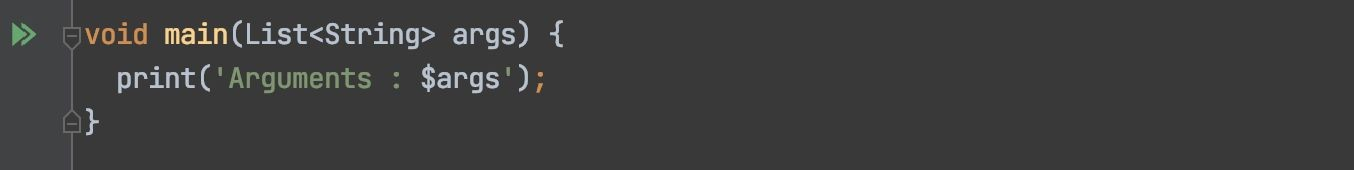 void main(List<String> args) {
  print('Arguments : $args');
}